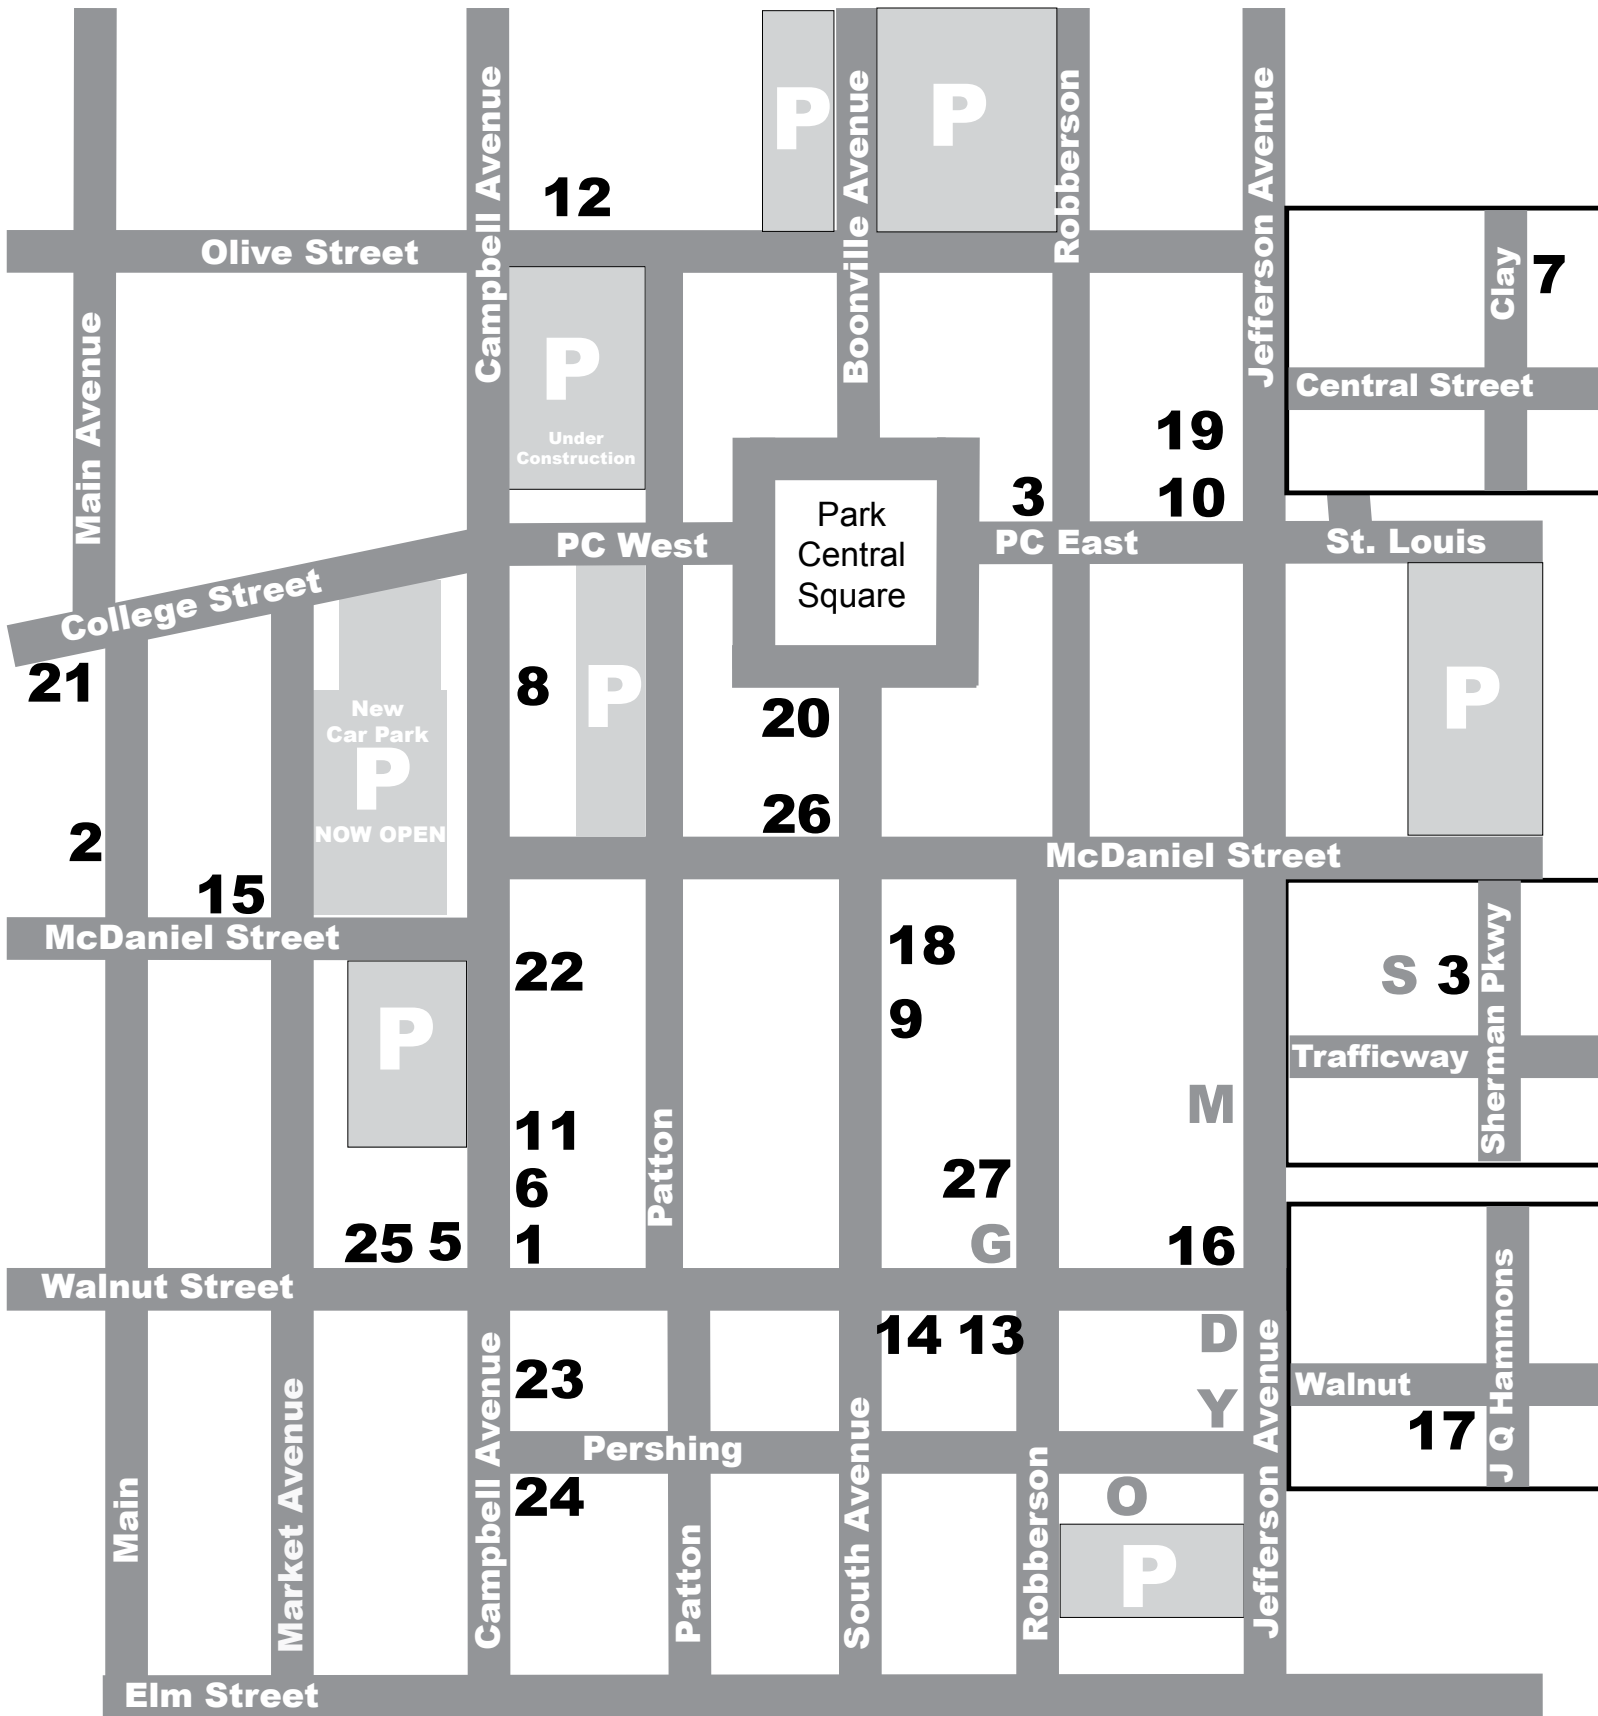 P
P
Campbell Avenue
Boonville Avenue
Robberson
Jefferson Avenue
12
Olive Street
Clay
7
Main Avenue
P
Under
Construction
Central Street
19
3
10
Park
Central
Square
PC West
PC East
St. Louis
College Street
21
8
P
P
New
Car Park
P
NOW OPEN
20
26
2
15
McDaniel Street
McDaniel Street
18
22
S
3
Sherman Pkwy
P
9
Trafficway
M
11
Patton
6
27
25
5
1
G
16
Walnut Street
14
13
D
J Q Hammons
23
Y
Walnut
17
Campbell Avenue
Market Avenue
Pershing
South Avenue
Jefferson Avenue
Main
24
O
Patton
Robberson
P
Elm Street